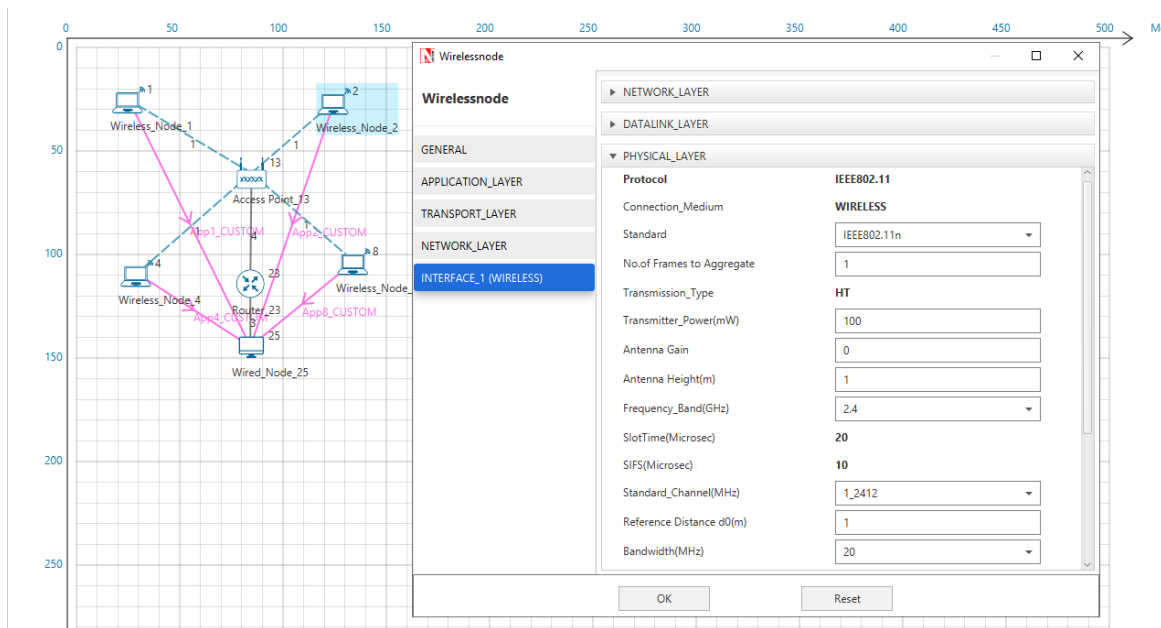 0 50 100 150 200 250 300 350 400 450 500 M
0
50
100
150
200
250
1
Wireless_Node_1
2
Wireless_Node_2
1
1
13
Access Point_13
App1_CUSTOM
1
4
App2_CUSTOM
1
4
Wireless_Node_4
8
Wireless_Node_
23
Router_23
App4_CUSTOM
App8_CUSTOM
3
25
Wired_Node_25
Wirelessnode
Wirelessnode
GENERAL
APPLICATION_LAYER
TRANSPORT_LAYER
NETWORK_LAYER
INTERFACE_1 (WIRELESS)
NETWORK_LAYER
DATALINK_LAYER
PHYSICAL_LAYER
Protocol IEEE802.11
Connection_Medium WIRELESS
Standard IEEE802.11n
No.of Frames to Aggregate 1
Transmission_Type HT
Transmitter_Power(mW) 100
Antenna Gain 0
Antenna Height(m) 1
Frequency_Band(GHz) 2.4
SlotTime(Microsec) 20
SIFS(Microsec) 10
Standard_Channel(MHz) 1_2412
Reference Distance d0(m) 1
Bandwidth(MHz) 20
OK Reset